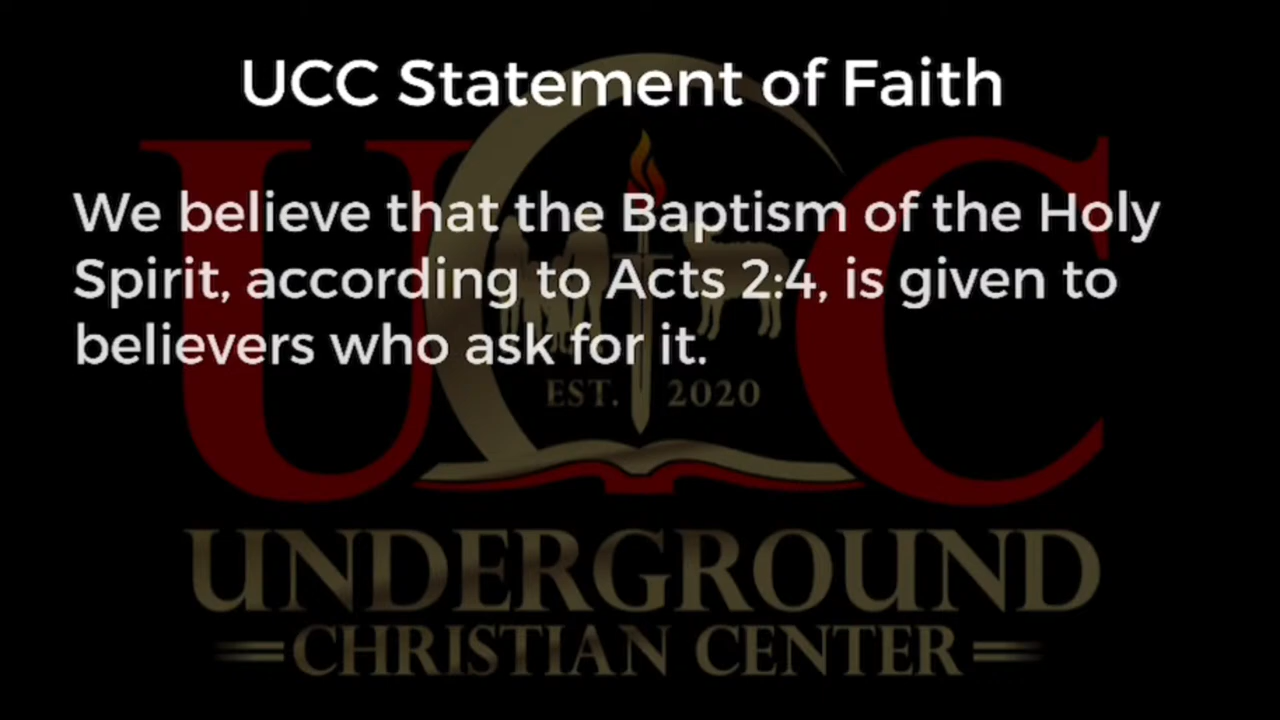 UCC Statement of Faith
We believe that the Baptism of the Holy
Spirit, according to Acts 2:4, is given to
believers who ask for it.
UCC
EST. 2020
UNDERGROUND
CHRISTIAN CENTER